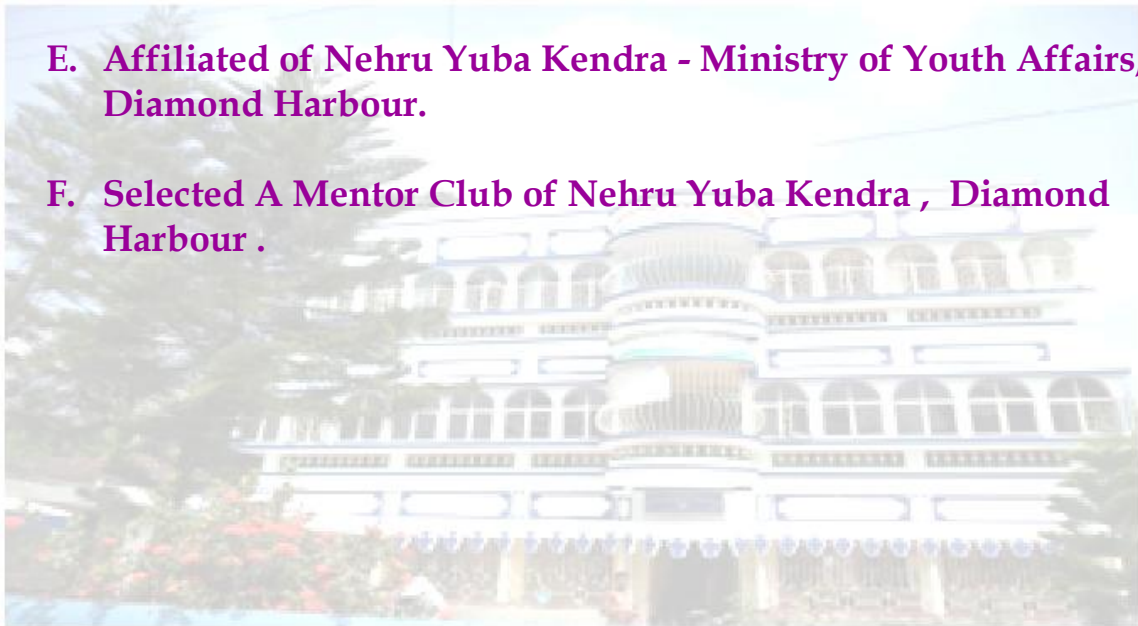 E. Affiliated of Nehru Yuba Kendra - Ministry of Youth Affairs,
Diamond Harbour.
F. Selected A Mentor Club of Nehru Yuba Kendra , Diamond
Harbour .